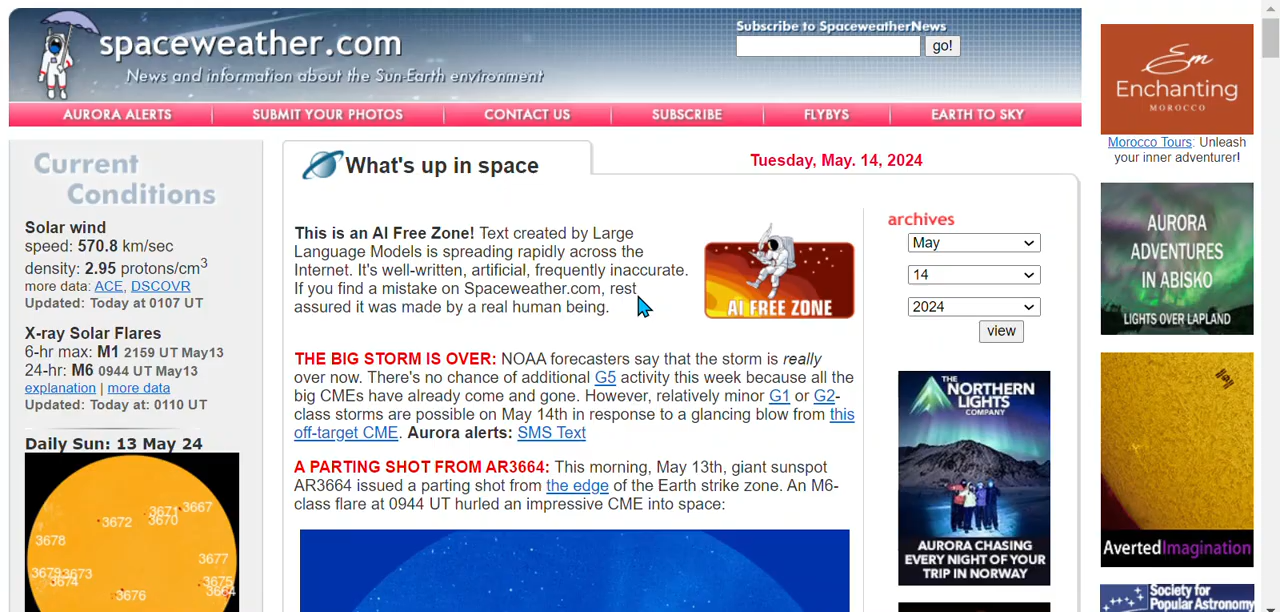 spaceweather.com
News and information about the Sun-Earth environment
Subscribe to SpaceweatherNews
go!
AURORA ALERTS
SUBMIT YOUR PHOTOS
CONTACT US
SUBSCRIBE
FLYBYS
EARTH TO SKY
Current
Conditions
Solar wind
speed: 570.8 km/sec
density: 2.95 protons/cm3
more data: ACE, DSCOVR
Updated: Today at 0107 UT
X-ray Solar Flares
6-hr max: M1 2159 UT May13
24-hr: M6 0944 UT May13
explanation | more data
Updated: Today at: 0110 UT
Daily Sun: 13 May 24
3667
3671
3670
3672
3678
3677
3679
3673
3674
3675
3664
3676
What's up in space
Tuesday, May. 14, 2024
This is an AI Free Zone! Text created by Large
Language Models is spreading rapidly across the
Internet. It's well-written, artificial, frequently inaccurate.
If you find a mistake on Spaceweather.com, rest
assured it was made by a real human being.
AI FREE ZONE
THE BIG STORM IS OVER: NOAA forecasters say that the storm is really
over now. There's no chance of additional G5 activity this week because all the
big CMEs have already come and gone. However, relatively minor G1 or G2-
class storms are possible on May 14th in response to a glancing blow from this
off-target CME. Aurora alerts: SMS Text
A PARTING SHOT FROM AR3664: This morning, May 13th, giant sunspot
AR3664 issued a parting shot from the edge of the Earth strike zone. An M6-
class flare at 0944 UT hurled an impressive CME into space:
archives
May
14
2024
view
THE
NORTHERN
LIGHTS
COMPANY
AURORA CHASING
EVERY NIGHT OF YOUR
TRIP IN NORWAY
Em
Enchanting
MOROCCO
Morocco Tours: Unleash
your inner adventurer!
AURORA
ADVENTURES
IN ABISKO
LIGHTS OVER LAPLAND
AvertedImagination
Society for
Popular Astronomy